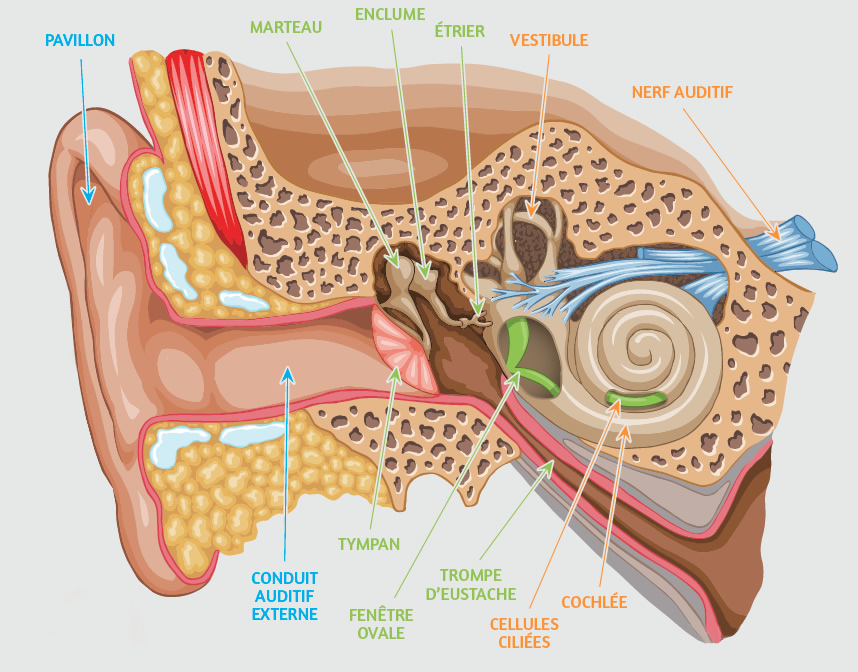 ENCLUME
MARTEAU
ÉTRIER
PAVILLON
VESTIBULE
NERF AUDITIF
TYMPAN
CONDUIT
AUDITIF
EXTERNE
TROMPE
D'EUSTACHE
FENÊTRE
OVALE
COCHLÉE
CELLULES
CILIÉES